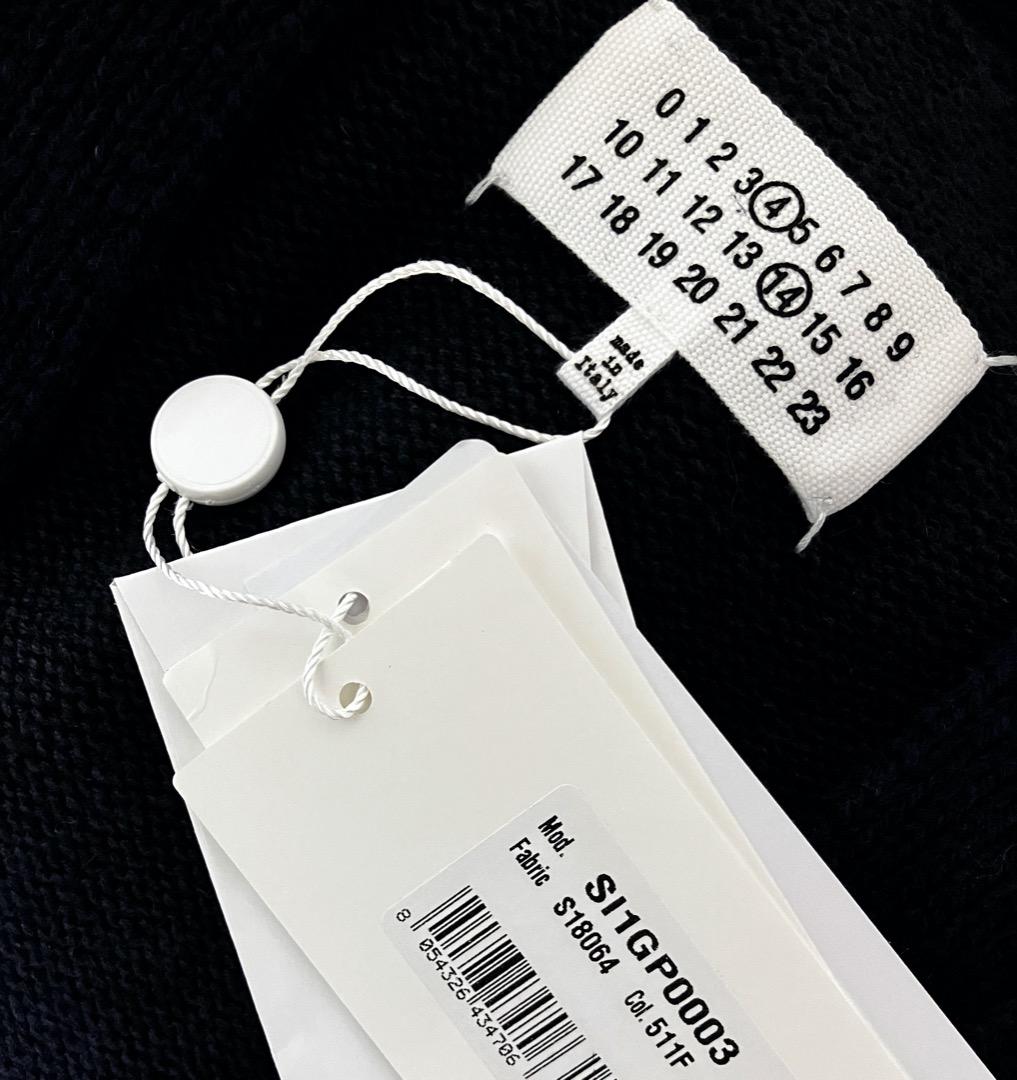 0 1 2 3 4 5 6 7 8 9
10 11 12 13 14 15 16
17 18 19 20 21 22 23
made
in
Italy
Mod. SI1GP0003
Fabric S18064 Col. 511F
8 054326 434706